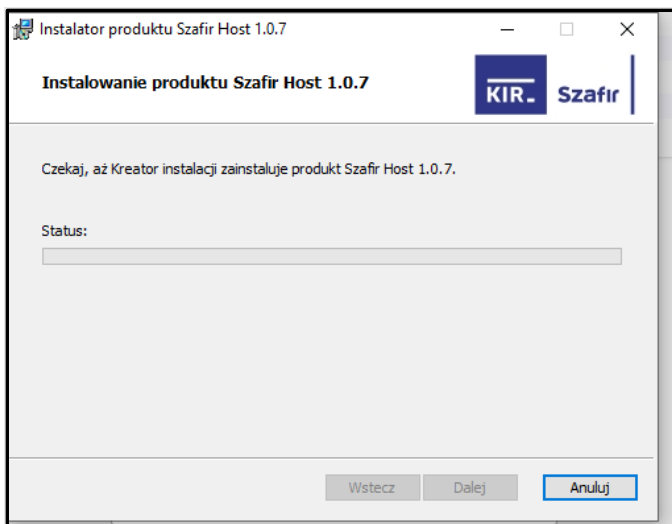 Instalator produktu Szafir Host 1.0.7
Instalowanie produktu Szafir Host 1.0.7
KIR Szafir
Czekaj, aż Kreator instalacji zainstaluje produkt Szafir Host 1.0.7.
Status:
Wstecz Dalej Anuluj